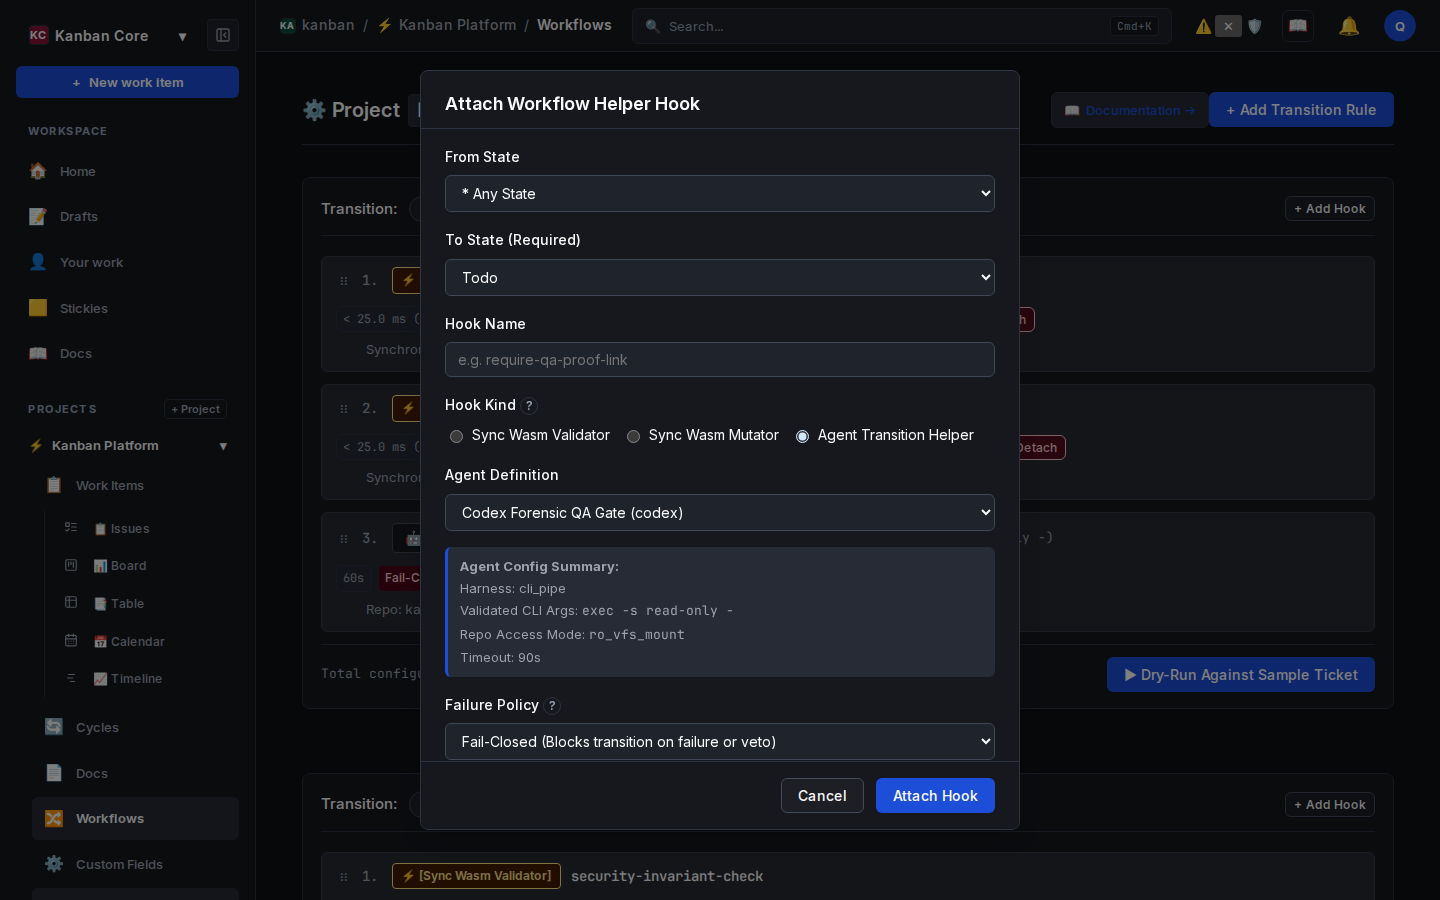 KC Kanban Core ▼
+ New work item
WORKSPACE
Home
Drafts
Your work
Stickies
Docs
PROJECTS + Project
Kanban Platform ▼
Work Items
Issues
Board
Table
Calendar
Timeline
Cycles
Docs
Workflows
Custom Fields
KA kanban / ⚡ Kanban Platform / Workflows
Search...
Cmd+K
Q
Project
Documentation →
+ Add Transition Rule
Transition:
+ Add Hook
1.
< 25.0 ms (
Synchron
2.
< 25.0 ms (
Detach
Synchron
3.
ly -)
60s Fail-C
Repo: ka
Total config
▶ Dry-Run Against Sample Ticket
Transition:
+ Add Hook
1. ⚡ [Sync Wasm Validator] security-invariant-check
Attach Workflow Helper Hook
From State
* Any State
To State (Required)
Todo
Hook Name
e.g. require-qa-proof-link
Hook Kind ?
Sync Wasm Validator Sync Wasm Mutator Agent Transition Helper
Agent Definition
Codex Forensic QA Gate (codex)
Agent Config Summary:
Harness: cli_pipe
Validated CLI Args: exec -s read-only -
Repo Access Mode: ro_vfs_mount
Timeout: 90s
Failure Policy ?
Fail-Closed (Blocks transition on failure or veto)
Cancel
Attach Hook